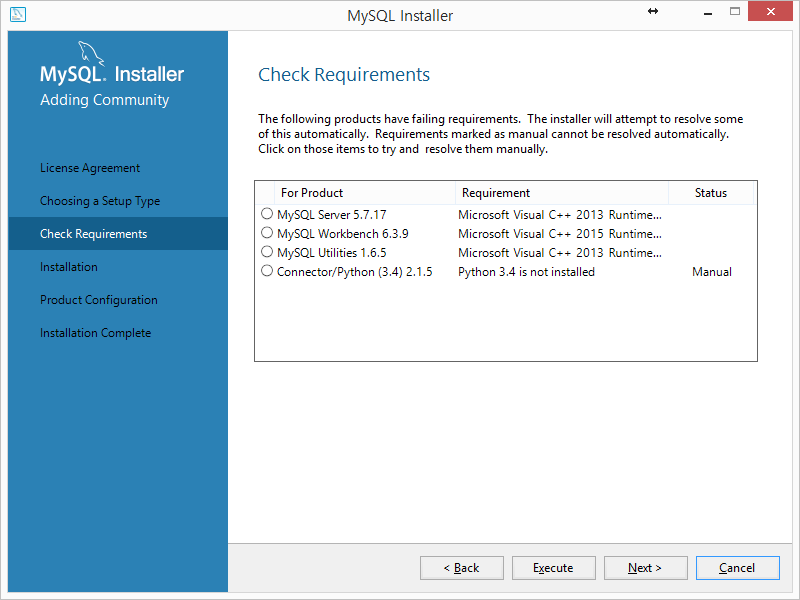 MySQL Installer
MySQL. Installer
Adding Community
License Agreement
Choosing a Setup Type
Check Requirements
Installation
Product Configuration
Installation Complete
Check Requirements
The following products have failing requirements.  The installer will attempt to resolve some
of this automatically.  Requirements marked as manual cannot be resolved automatically.
Click on those items to try and  resolve them manually.
For Product Requirement Status
MySQL Server 5.7.17 Microsoft Visual C++ 2013 Runtime...
MySQL Workbench 6.3.9 Microsoft Visual C++ 2015 Runtime...
MySQL Utilities 1.6.5 Microsoft Visual C++ 2013 Runtime...
Connector/Python (3.4) 2.1.5 Python 3.4 is not installed Manual
< Back Execute Next > Cancel